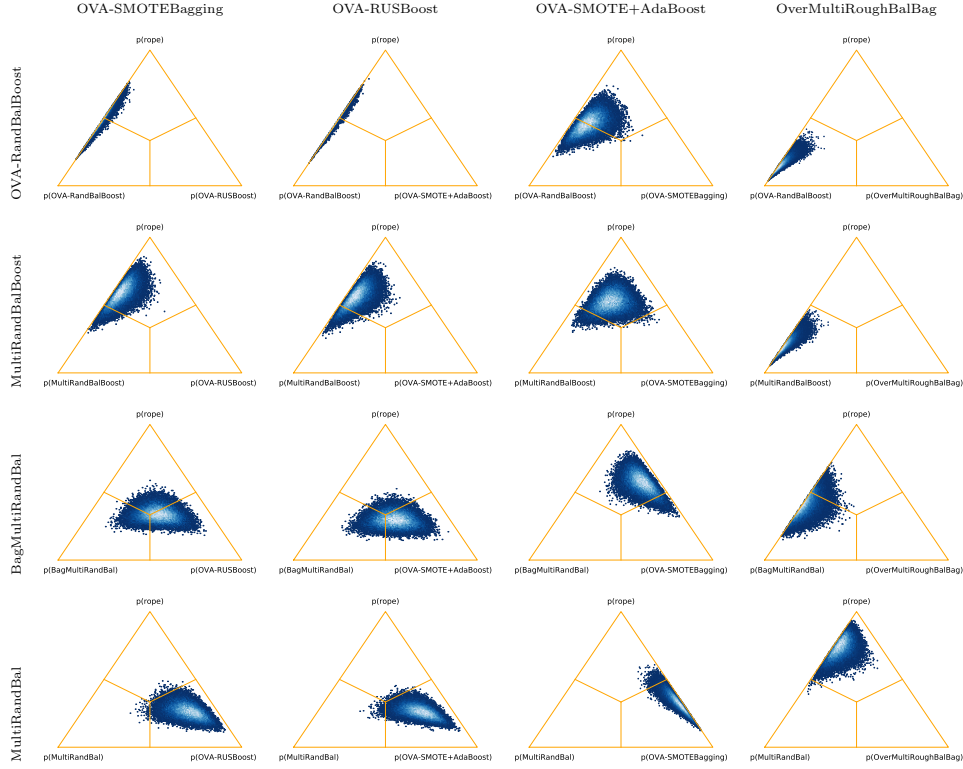 OVA-SMOTEBagging OVA-RUSBoost OVA-SMOTE+AdaBoost OverMultiRoughBalBag
OVA-RandBalBoost
p(rope) p(rope) p(rope) p(rope)
p(OVA-RandBalBoost) p(OVA-RUSBoost) p(OVA-RandBalBoost) p(OVA-SMOTE+AdaBoost) p(OVA-RandBalBoost) p(OVA-SMOTEBagging) p(OVA-RandBalBoost) p(OverMultiRoughBalBag)
MultiRandBalBoost
p(rope) p(rope) p(rope) p(rope)
p(MultiRandBalBoost) p(OVA-RUSBoost) p(MultiRandBalBoost) p(OVA-SMOTE+AdaBoost) p(MultiRandBalBoost) p(OVA-SMOTEBagging) p(MultiRandBalBoost) p(OverMultiRoughBalBag)
BagMultiRandBal
p(rope) p(rope) p(rope) p(rope)
p(BagMultiRandBal) p(OVA-RUSBoost) p(BagMultiRandBal) p(OVA-SMOTE+AdaBoost) p(BagMultiRandBal) p(OVA-SMOTEBagging) p(BagMultiRandBal) p(OverMultiRoughBalBag)
MultiRandBal
p(rope) p(rope) p(rope) p(rope)
p(MultiRandBal) p(OVA-RUSBoost) p(MultiRandBal) p(OVA-SMOTE+AdaBoost) p(MultiRandBal) p(OVA-SMOTEBagging) p(MultiRandBal) p(OverMultiRoughBalBag)